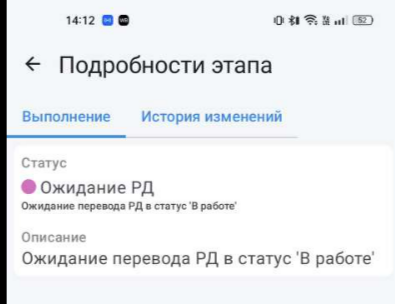 14:12
52
Подробности этапа
Выполнение История изменений
Статус
Ожидание РД
Ожидание перевода РД в статус 'В работе'
Описание
Ожидание перевода РД в статус 'В работе'